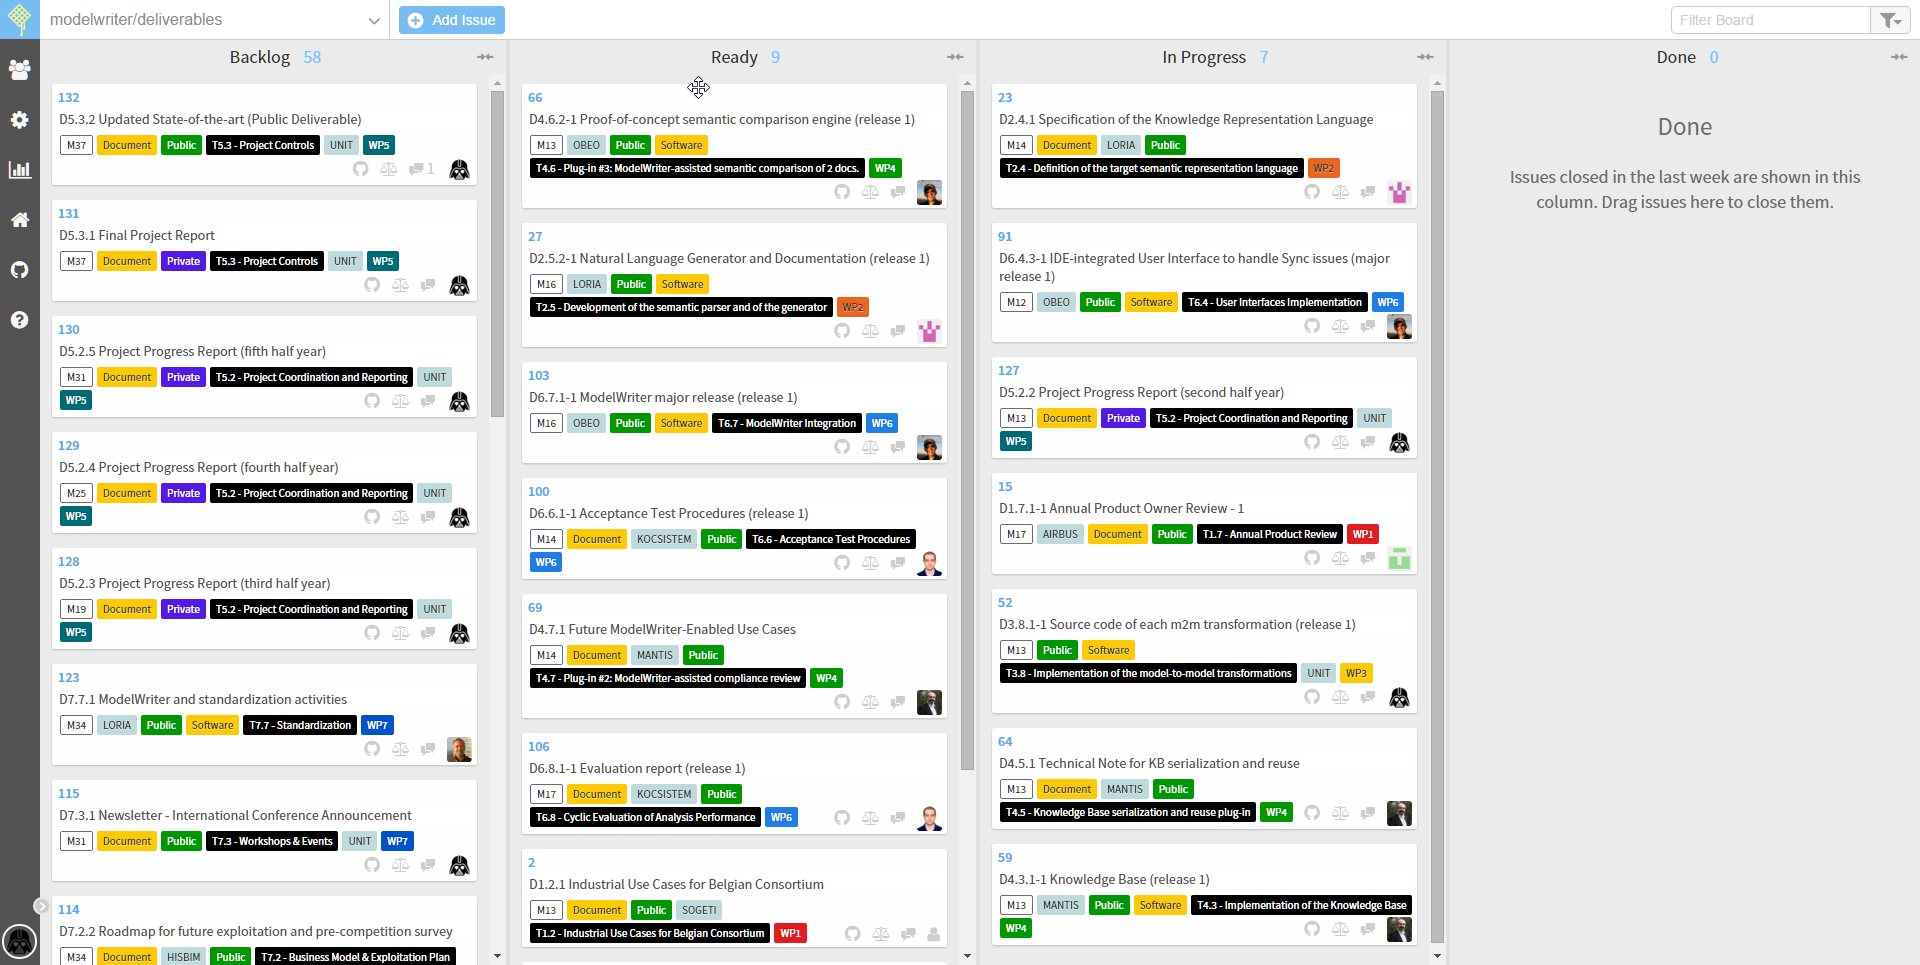 modelwriter/deliverables
Add Issue
Filter Board
Backlog 58
132
D5.3.2 Updated State-of-the-art (Public Deliverable)
M37 Document Public T5.3 - Project Controls UNIT WP5
1
131
D5.3.1 Final Project Report
M37 Document Private T5.3 - Project Controls UNIT WP5
130
D5.2.5 Project Progress Report (fifth half year)
M31 Document Private T5.2 - Project Coordination and Reporting UNIT
WP5
129
D5.2.4 Project Progress Report (fourth half year)
M25 Document Private T5.2 - Project Coordination and Reporting UNIT
WP5
128
D5.2.3 Project Progress Report (third half year)
M19 Document Private T5.2 - Project Coordination and Reporting UNIT
WP5
123
D7.7.1 ModelWriter and standardization activities
M34 LORIA Public Software T7.7 - Standardization WP7
115
D7.3.1 Newsletter - International Conference Announcement
M31 Document Public T7.3 - Workshops & Events UNIT WP7
114
D7.2.2 Roadmap for future exploitation and pre-competition survey
M34 Document HISBIM Public T7.2 - Business Model & Exploitation Plan
Ready 9
66
D4.6.2-1 Proof-of-concept semantic comparison engine (release 1)
M13 OBEO Public Software
T4.6 - Plug-in #3: ModelWriter-assisted semantic comparison of 2 docs. WP4
27
D2.5.2-1 Natural Language Generator and Documentation (release 1)
M16 LORIA Public Software
T2.5 - Development of the semantic parser and of the generator WP2
103
D6.7.1-1 ModelWriter major release (release 1)
M16 OBEO Public Software T6.7 - ModelWriter Integration WP6
100
D6.6.1-1 Acceptance Test Procedures (release 1)
M14 Document KOCSISTEM Public T6.6 - Acceptance Test Procedures
WP6
69
D4.7.1 Future ModelWriter-Enabled Use Cases
M14 Document MANTIS Public
T4.7 - Plug-in #2: ModelWriter-assisted compliance review WP4
106
D6.8.1-1 Evaluation report (release 1)
M17 Document KOCSISTEM Public
T6.8 - Cyclic Evaluation of Analysis Performance WP6
2
D1.2.1 Industrial Use Cases for Belgian Consortium
M13 Document Public SOGETI
T1.2 - Industrial Use Cases for Belgian Consortium WP1
In Progress 7
23
D2.4.1 Specification of the Knowledge Representation Language
M14 Document LORIA Public
T2.4 - Definition of the target semantic representation language WP2
91
D6.4.3-1 IDE-integrated User Interface to handle Sync issues (major
release 1)
M12 OBEO Public Software T6.4 - User Interfaces Implementation WP6
127
D5.2.2 Project Progress Report (second half year)
M13 Document Private T5.2 - Project Coordination and Reporting UNIT
WP5
15
D1.7.1-1 Annual Product Owner Review - 1
M17 AIRBUS Document Public T1.7 - Annual Product Review WP1
52
D3.8.1-1 Source code of each m2m transformation (release 1)
M13 Public Software
T3.8 - Implementation of the model-to-model transformations UNIT WP3
64
D4.5.1 Technical Note for KB serialization and reuse
M13 Document MANTIS Public
T4.5 - Knowledge Base serialization and reuse plug-in WP4
59
D4.3.1-1 Knowledge Base (release 1)
M13 MANTIS Public Software T4.3 - Implementation of the Knowledge Base
WP4
Done 0
Done
Issues closed in the last week are shown in this
column. Drag issues here to close them.